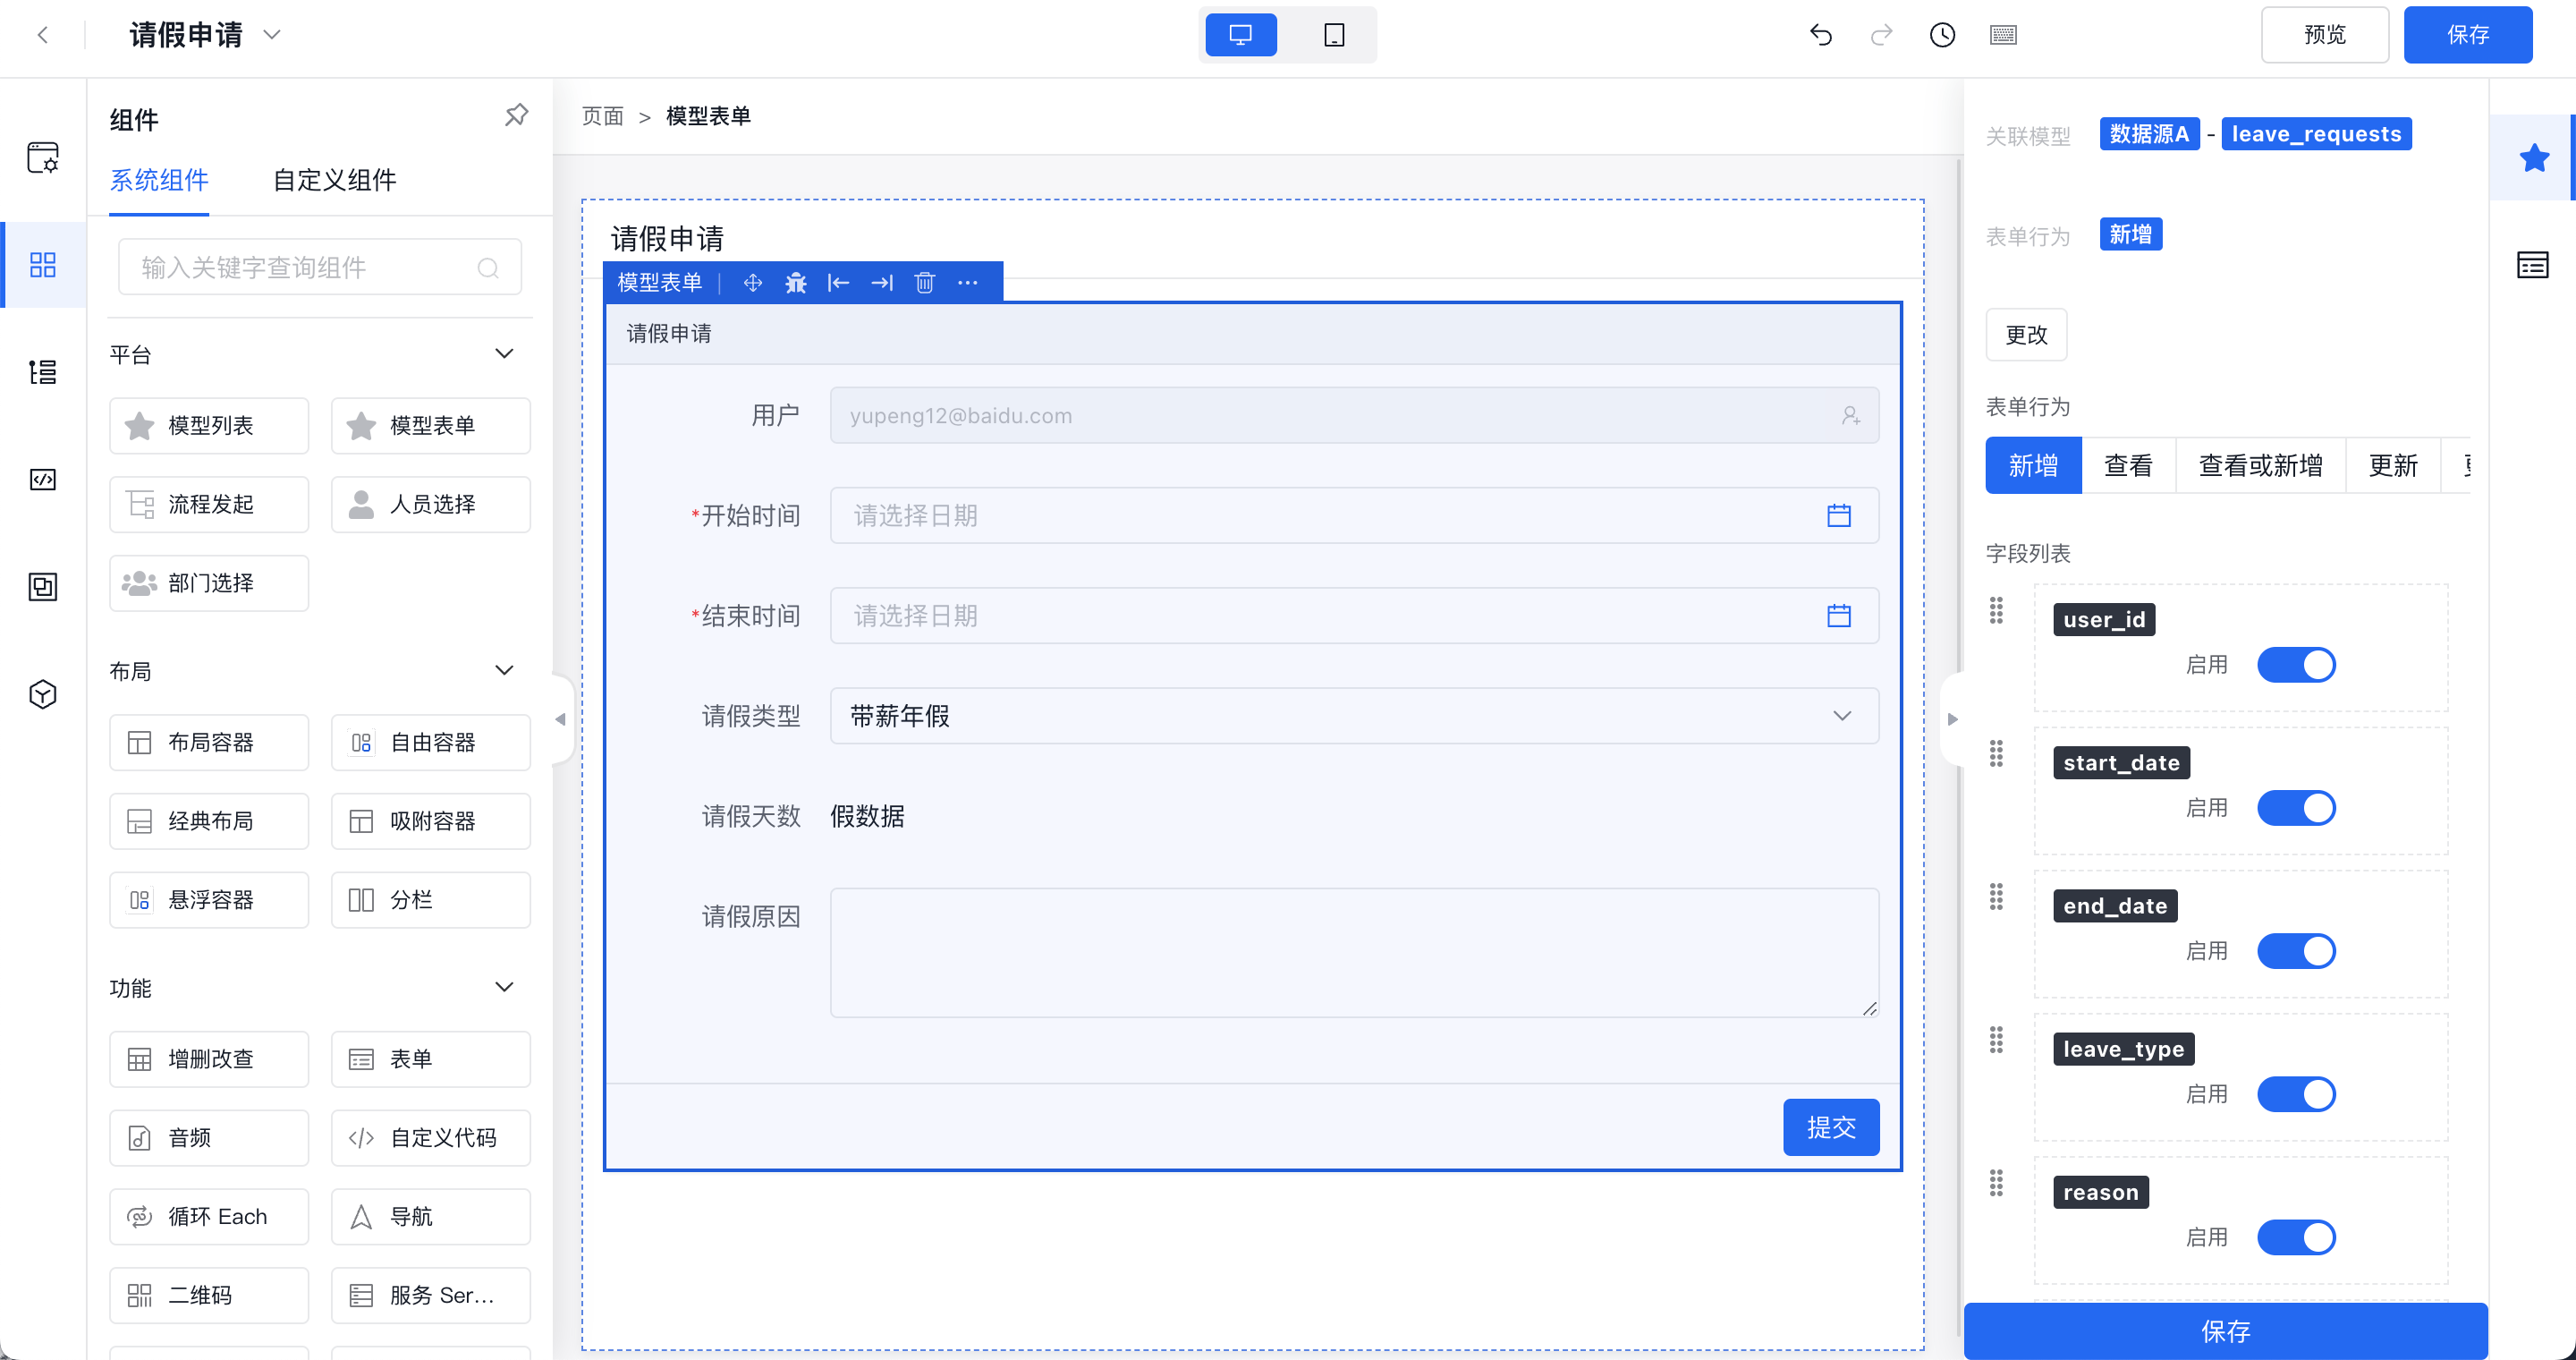 请假申请
预览
保存
组件
系统组件
自定义组件
输入关键字查询组件
平台
模型列表
模型表单
流程发起
人员选择
部门选择
布局
布局容器
自由容器
经典布局
吸附容器
悬浮容器
分栏
功能
增删改查
表单
音频
自定义代码
循环 Each
导航
二维码
服务 Ser...
页面 > 模型表单
请假申请
模型表单
请假申请
用户
yupeng12@baidu.com
*开始时间
请选择日期
*结束时间
请选择日期
请假类型
带薪年假
请假天数
假数据
请假原因
提交
关联模型
数据源A - leave_requests
表单行为
新增
更改
表单行为
新增
查看
查看或新增
更新
字段列表
user_id
启用
start_date
启用
end_date
启用
leave_type
启用
reason
启用
保存